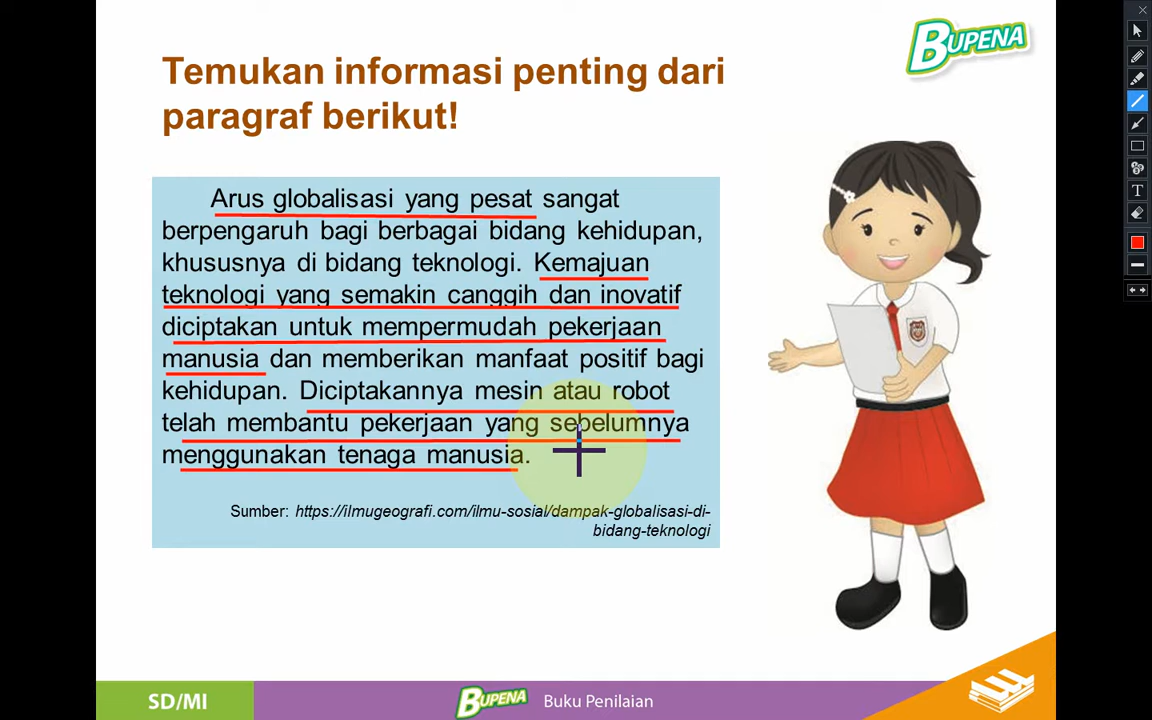 BUPENA
Temukan informasi penting dari
paragraf berikut!
Arus globalisasi yang pesat sangat
berpengaruh bagi berbagai bidang kehidupan,
khususnya di bidang teknologi. Kemajuan
teknologi yang semakin canggih dan inovatif
diciptakan untuk mempermudah pekerjaan
manusia dan memberikan manfaat positif bagi
kehidupan. Diciptakannya mesin atau robot
telah membantu pekerjaan yang sebelumnya
menggunakan tenaga manusia.
Sumber: https://ilmugeografi.com/ilmu-sosial/dampak-globalisasi-di-
bidang-teknologi
SD/MI
BUPENA
Buku Penilaian
T